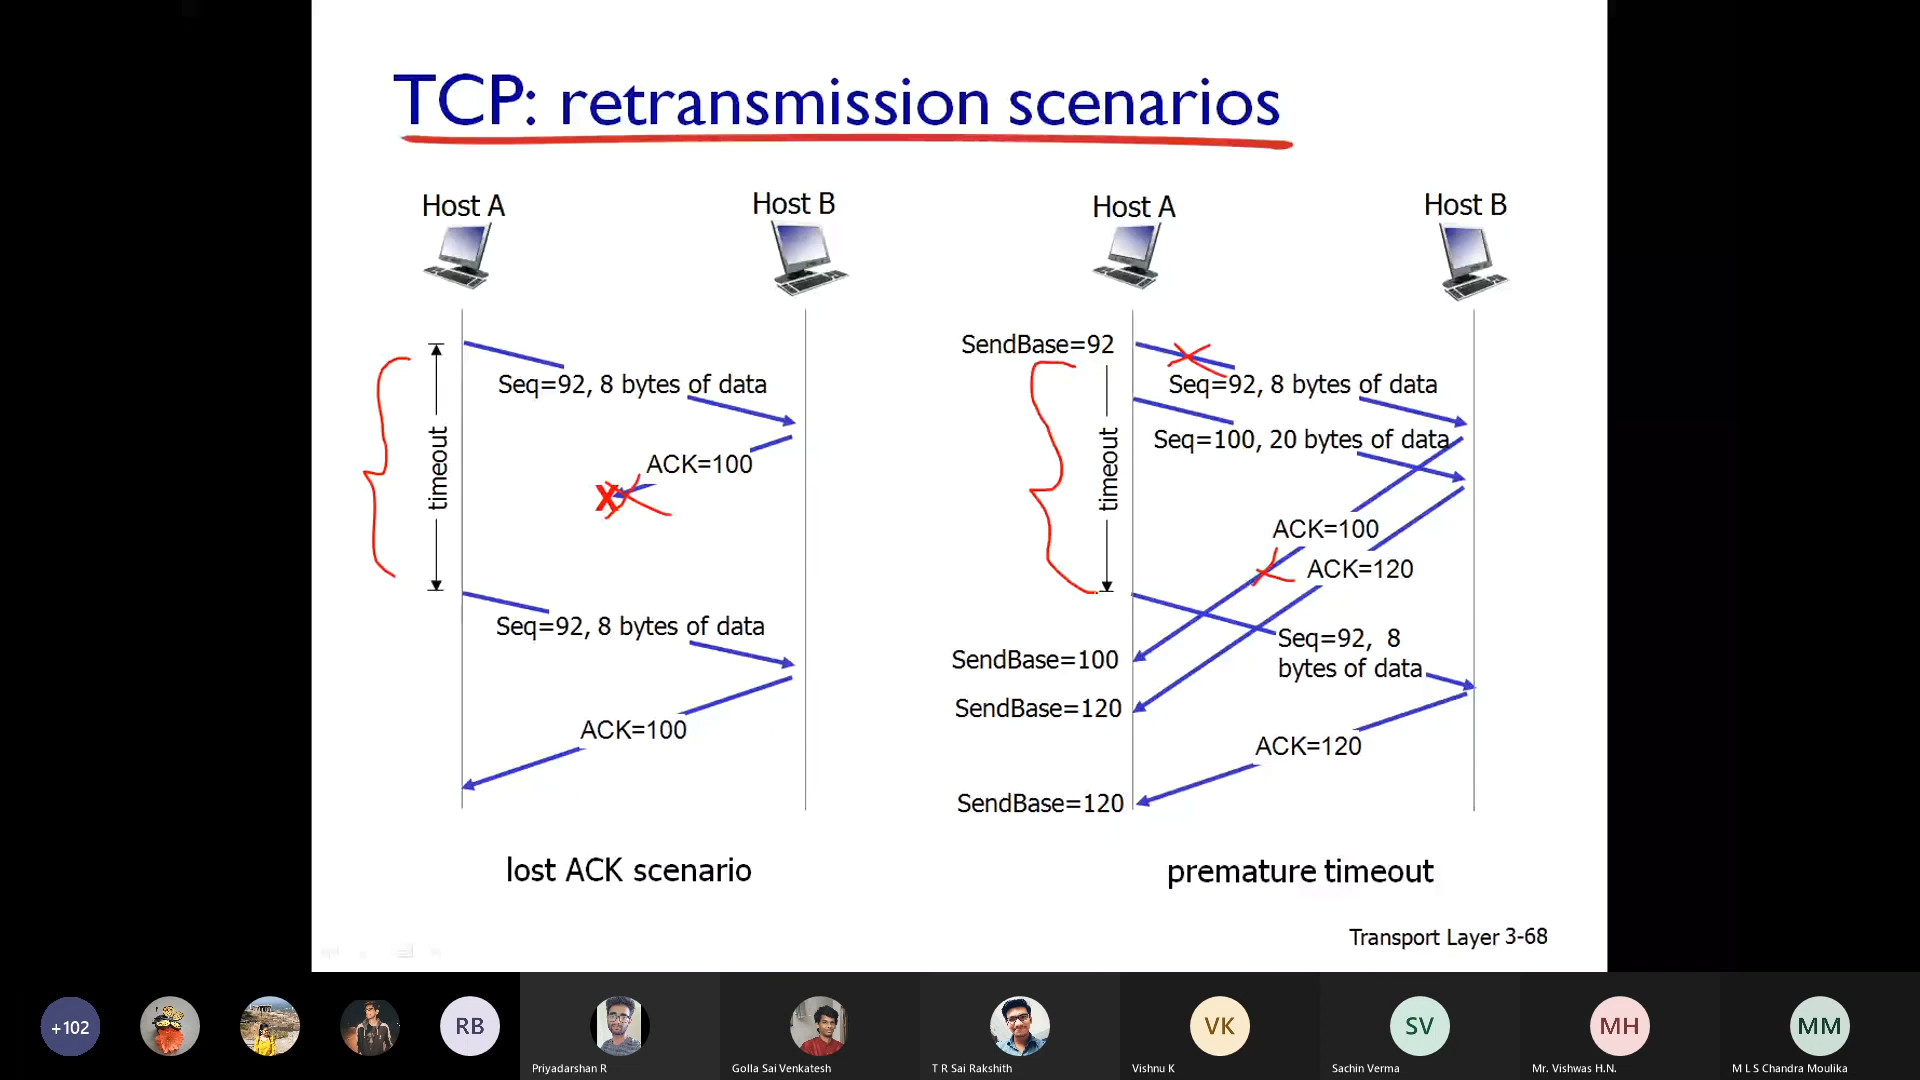 TCP: retransmission scenarios
Host A
Host B
timeout
Seq=92, 8 bytes of data
ACK=100
X
Seq=92, 8 bytes of data
ACK=100
lost ACK scenario
Host A
Host B
SendBase=92
timeout
Seq=92, 8 bytes of data
Seq=100, 20 bytes of data
ACK=100
ACK=120
Seq=92, 8
bytes of data
SendBase=100
SendBase=120
ACK=120
SendBase=120
premature timeout
Transport Layer 3-68
+102
RB
Priyadarshan R
Golla Sai Venkatesh
T R Sai Rakshith
VK
Vishnu K
SV
Sachin Verma
MH
Mr. Vishwas H.N.
MM
M L S Chandra Moulika